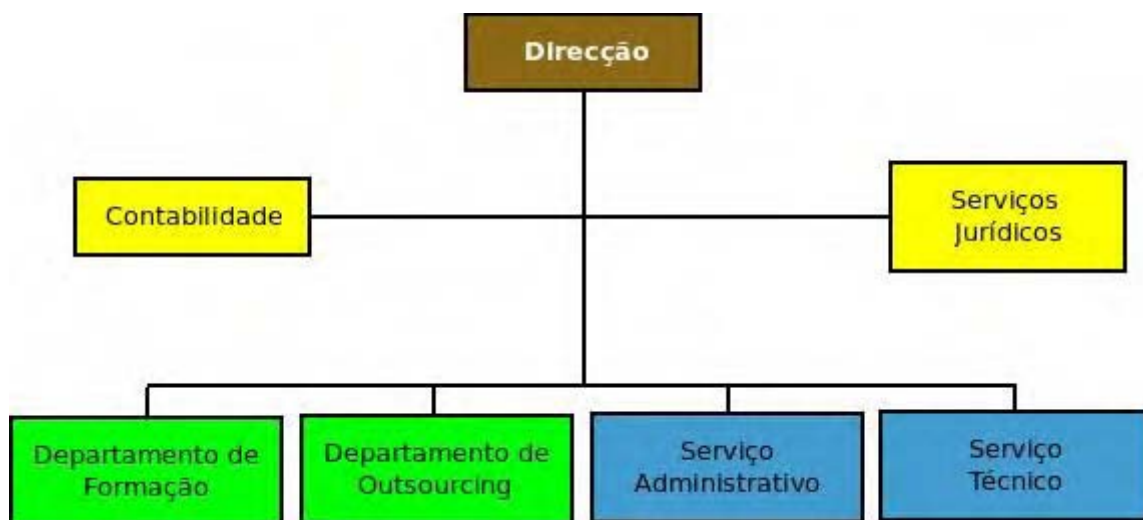 Direcção
Contabilidade
Serviços
Jurídicos
Departamento de
Formação
Departamento de
Outsourcing
Serviço
Administrativo
Serviço
Técnico